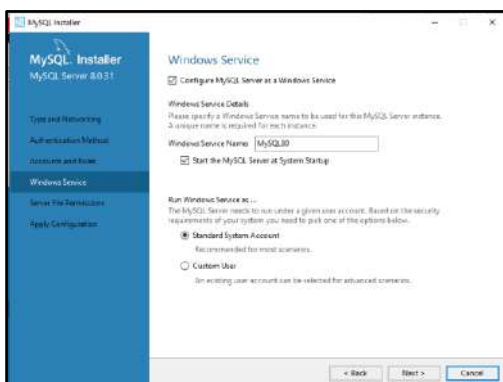 MySQL Installer
MySQL. Installer
MySQL Server 8.0.31
Type and Networking
Authentication Method
Accounts and Roles
Windows Service
Server File Permissions
Apply Configuration
Windows Service
Configure MySQL Server as a Windows Service
Windows Service Details
Please specify a Windows Service name to be used for this MySQL Server instance.
A unique name is required for each instance.
Windows Service Name: MySQL80
Start the MySQL Server at System Startup
Run Windows Service as ...
The MySQL Server needs to run under a given user account. Based on the security
requirements of your system you need to pick one of the options below.
Standard System Account
Recommended for most scenarios.
Custom User
An existing user account can be selected for advanced scenarios.
< Back Next > Cancel